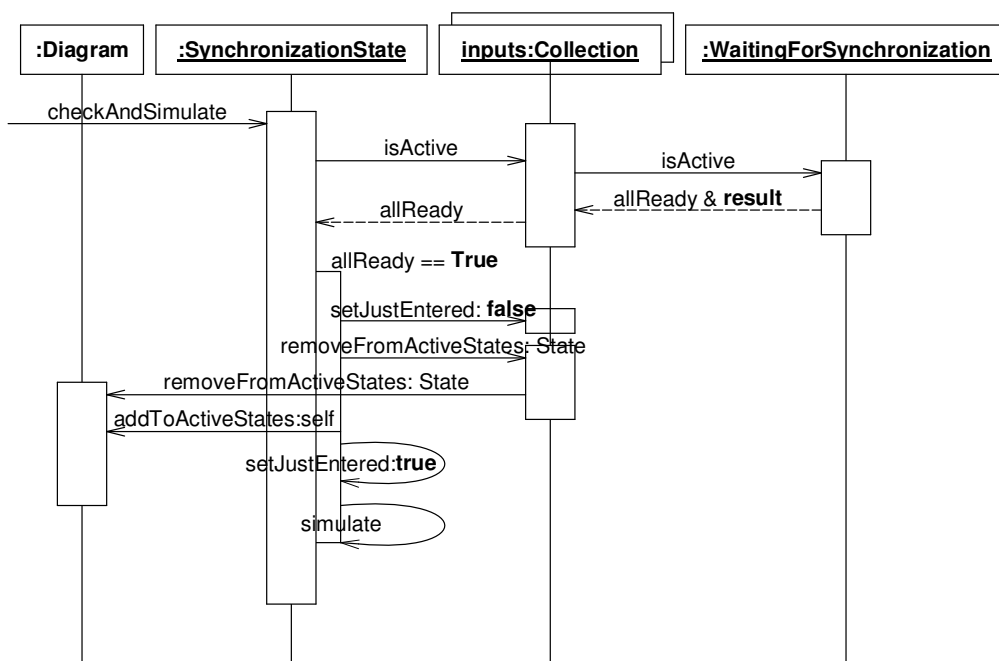 :Diagram
:SynchronizationState
inputs:Collection
:WaitingForSynchronization
checkAndSimulate
isActive
isActive
allReady & result
allReady
allReady == True
setJustEntered: false
removeFromActiveStates: State
removeFromActiveStates: State
addToActiveStates:self
setJustEntered:true
simulate